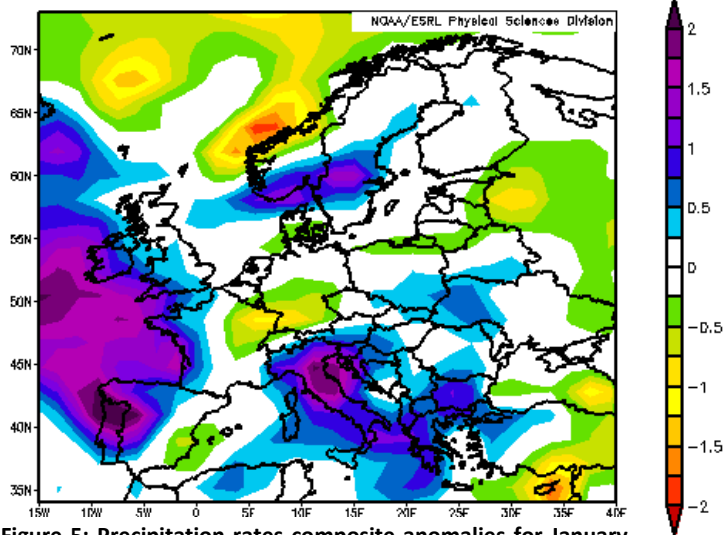 NOAA/ESRL Physical Sciences Division
70N
65N
60N
55N
50N
45N
40N
35N
15W 10W 5W 0 5E 10E 15E 20E 25E 30E 35E 40E
2
1.5
1
0.5
0
−0.5
−1
−1.5
−2
Figure 5: Precipitation rates composite anomalies for January